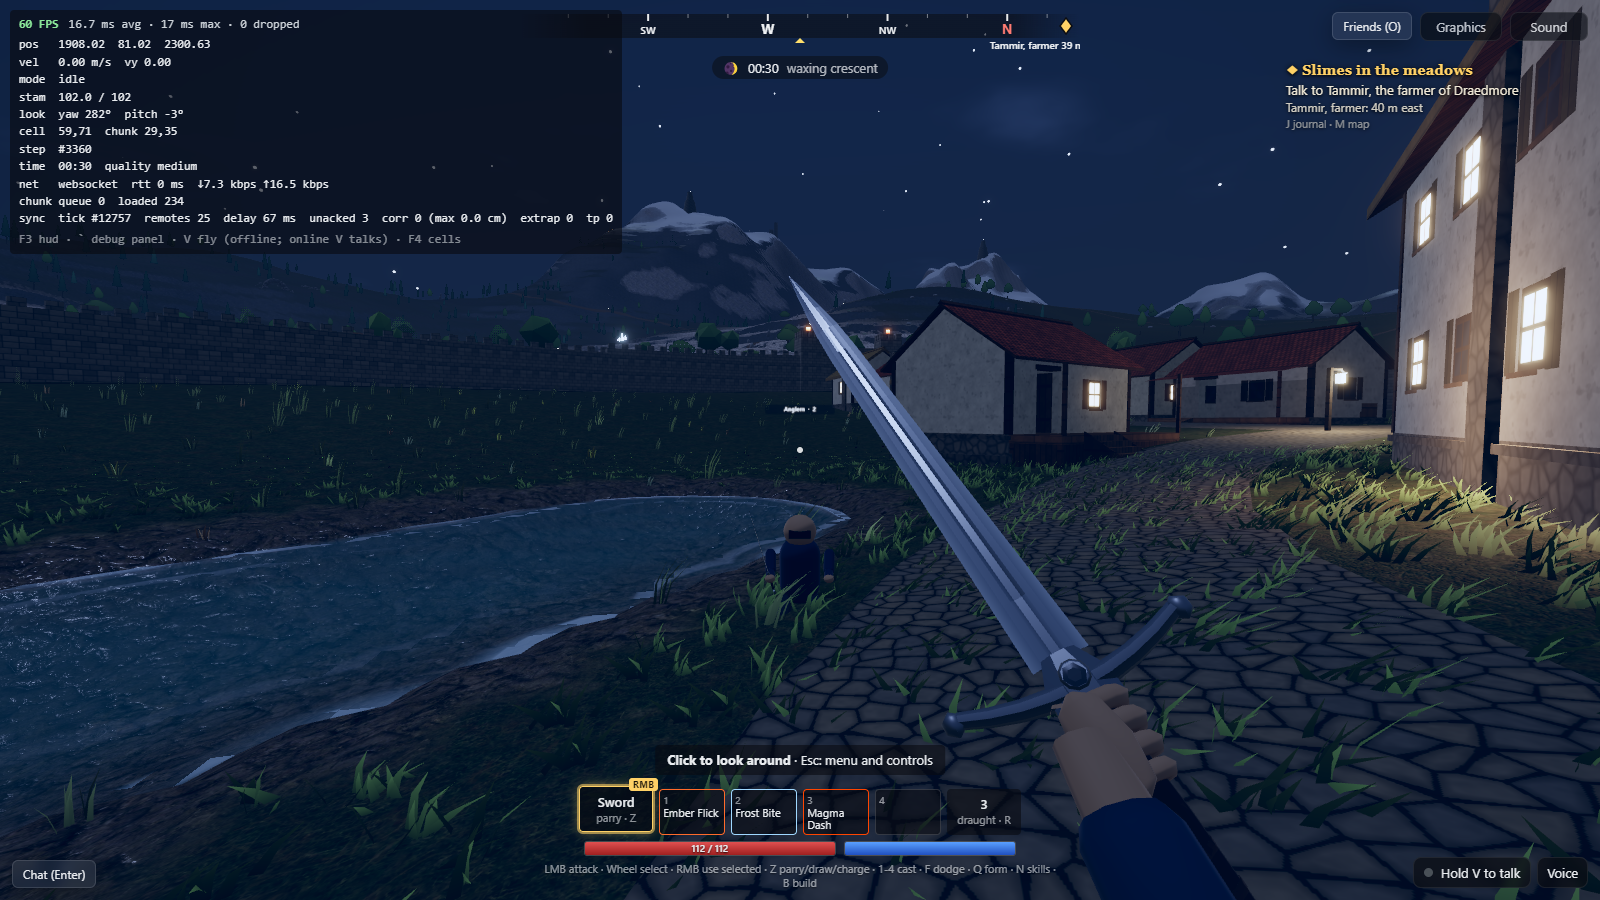 60 FPS 16.7 ms avg · 17 ms max · 0 dropped
pos 1908.02 81.02 2300.63
vel 0.00 m/s vy 0.00
mode idle
stam 102.0 / 102
look yaw 282° pitch -3°
cell 59,71 chunk 29,35
step #3360
time 00:30 quality medium
net websocket rtt 0 ms ↓7.3 kbps ↑16.5 kbps
chunk queue 0 loaded 234
sync tick #12757 remotes 25 delay 67 ms unacked 3 corr 0 (max 0.0 cm) extrap 0 tp 0
F3 hud · ` debug panel · V fly (offline; online V talks) · F4 cells
SW W NW N
Tammir, farmer 39 m
00:30 waxing crescent
Friends (O) Graphics Sound
◆ Slimes in the meadows
Talk to Tammir, the farmer of Draedmore
Tammir, farmer: 40 m east
J journal · M map
Anglers · 2
Click to look around · Esc: menu and controls
RMB
Sword
parry · Z
1
Ember Flick
2
Frost Bite
3
Magma
Dash
4
3
draught · R
112 / 112
LMB attack · Wheel select · RMB use selected · Z parry/draw/charge · 1-4 cast · F dodge · Q form · N skills ·
B build
Chat (Enter)
Hold V to talk
Voice